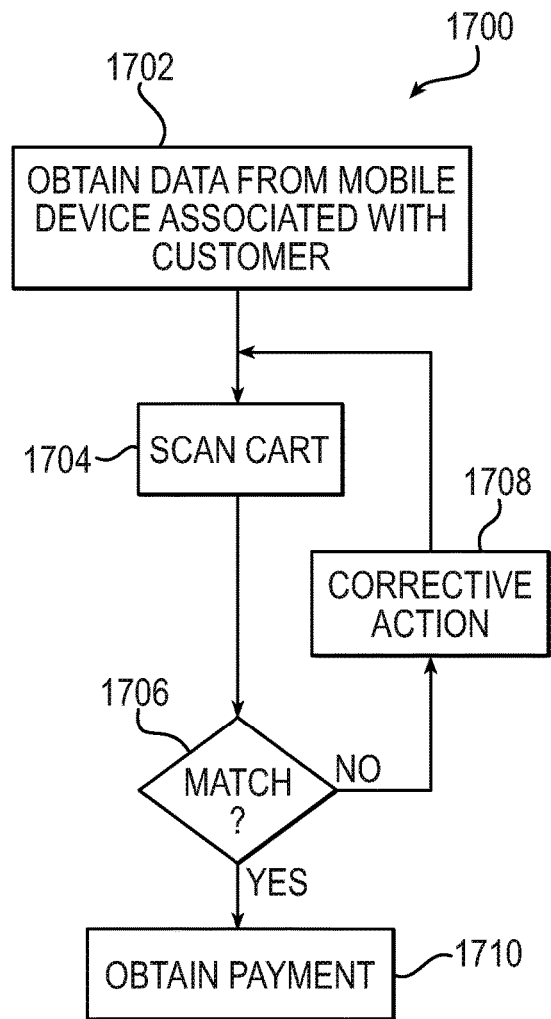 1700
1702
OBTAIN DATA FROM MOBILE
DEVICE ASSOCIATED WITH
CUSTOMER
1704
SCAN CART
1708
CORRECTIVE
ACTION
1706
MATCH
?
NO
YES
OBTAIN PAYMENT
1710